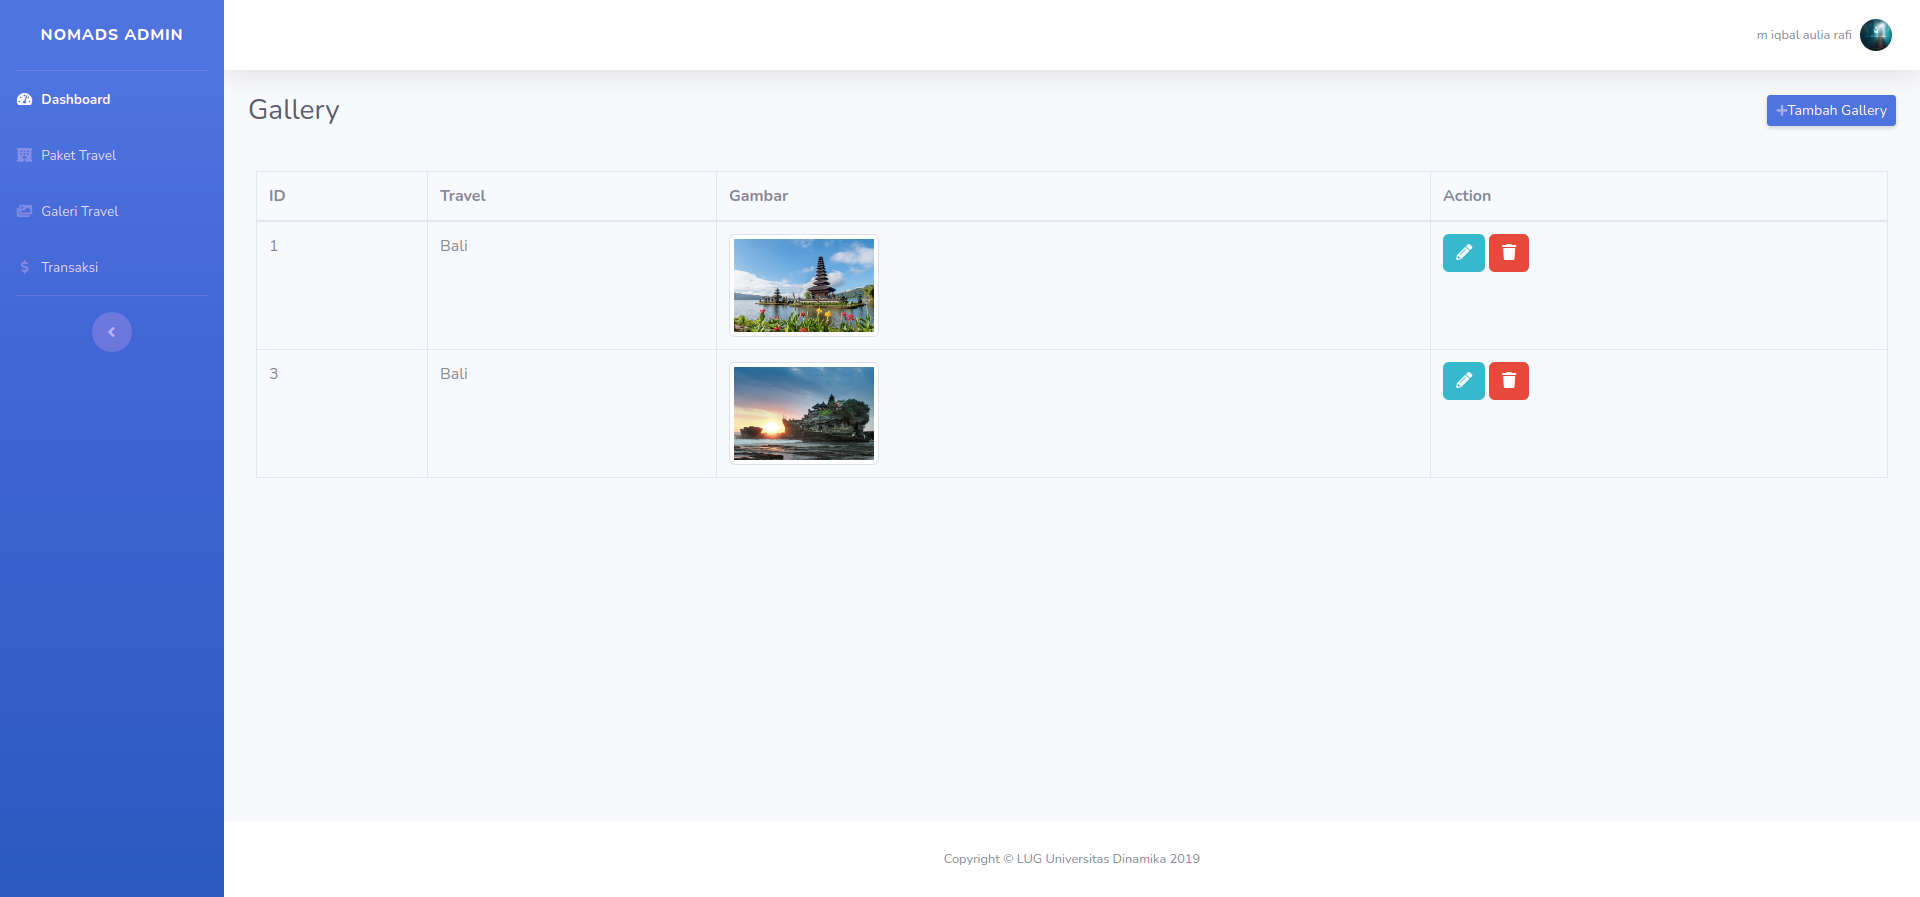 NOMADS ADMIN
m iqbal aulia rafi
Dashboard
Paket Travel
Galeri Travel
Transaksi
Gallery
Tambah Gallery
ID Travel Gambar Action
1 Bali
3 Bali
Copyright © LUG Universitas Dinamika 2019